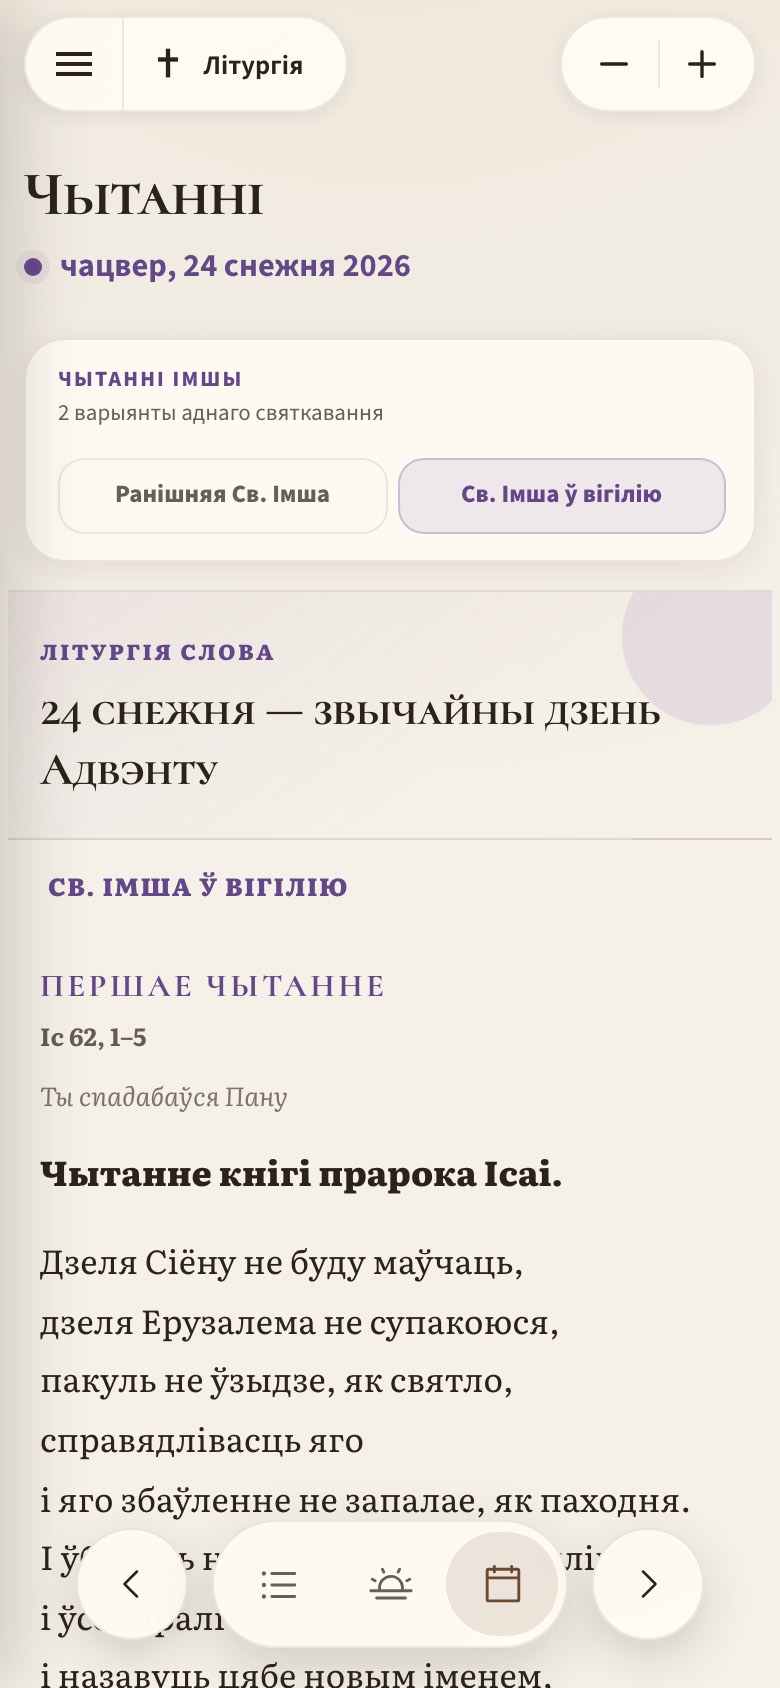 Літургія
Чытанні
чацвер, 24 снежня 2026
ЧЫТАННІ ІМШЫ
2 варыянты аднаго святкавання
Ранішняя Св. Імша
Св. Імша ў вігілію
ЛІТУРГІЯ СЛОВА
24 снежня — звычайны дзень
Адвэнту
СВ. ІМША Ў ВІГІЛІЮ
ПЕРШАЕ ЧЫТАННЕ
Іс 62, 1–5
Ты спадабаўся Пану
Чытанне кнігі прарока Ісаі.
Дзеля Сіёну не буду маўчаць,
дзеля Ерузалема не супакоюся,
пакуль не ўзыдзе, як святло,
справядлівасць яго
і яго збаўленне не запалае, як паходня.
І
і
і назавуць цябе новым іменем,